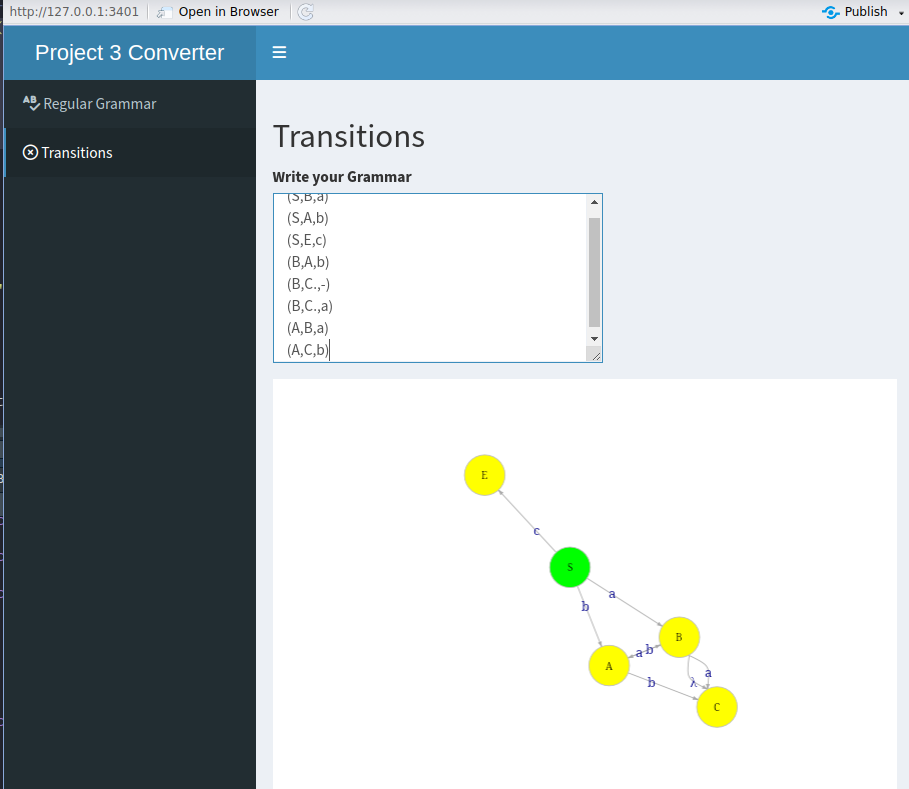 http://127.0.0.1:3401 Open in Browser Publish
Project 3 Converter
Regular Grammar
Transitions
Transitions
Write your Grammar
(S,B,a)
(S,A,b)
(S,E,c)
(B,A,b)
(B,C.,-)
(B,C.,a)
(A,B,a)
(A,C,b)
E
c
S
a
b
B
a b
A
a
b
λ
C